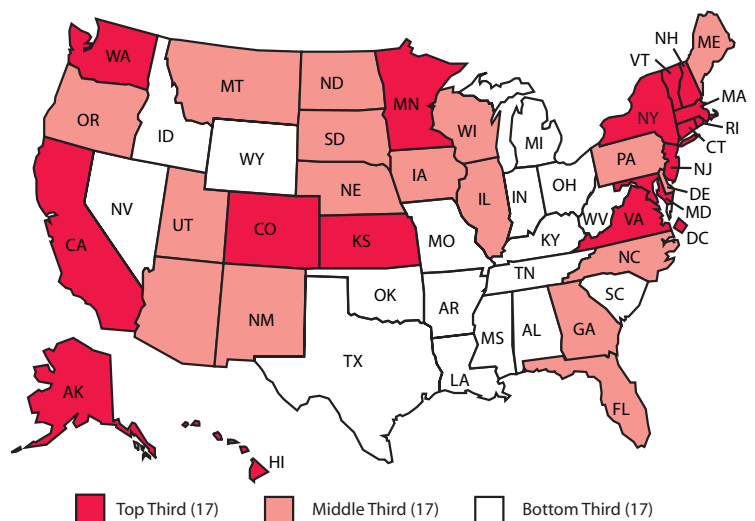 WA
MT
ND
MN
OR
ID
WY
SD
WI
MI
NH
VT
ME
MA
NY
RI
CT
PA
NJ
DE
MD
DC
NV
UT
CO
NE
KS
IA
IL
IN
OH
WV
VA
KY
MO
CA
NM
OK
AR
TN
NC
SC
TX
LA
MS
AL
GA
FL
AK
HI
Top Third (17)
Middle Third (17)
Bottom Third (17)